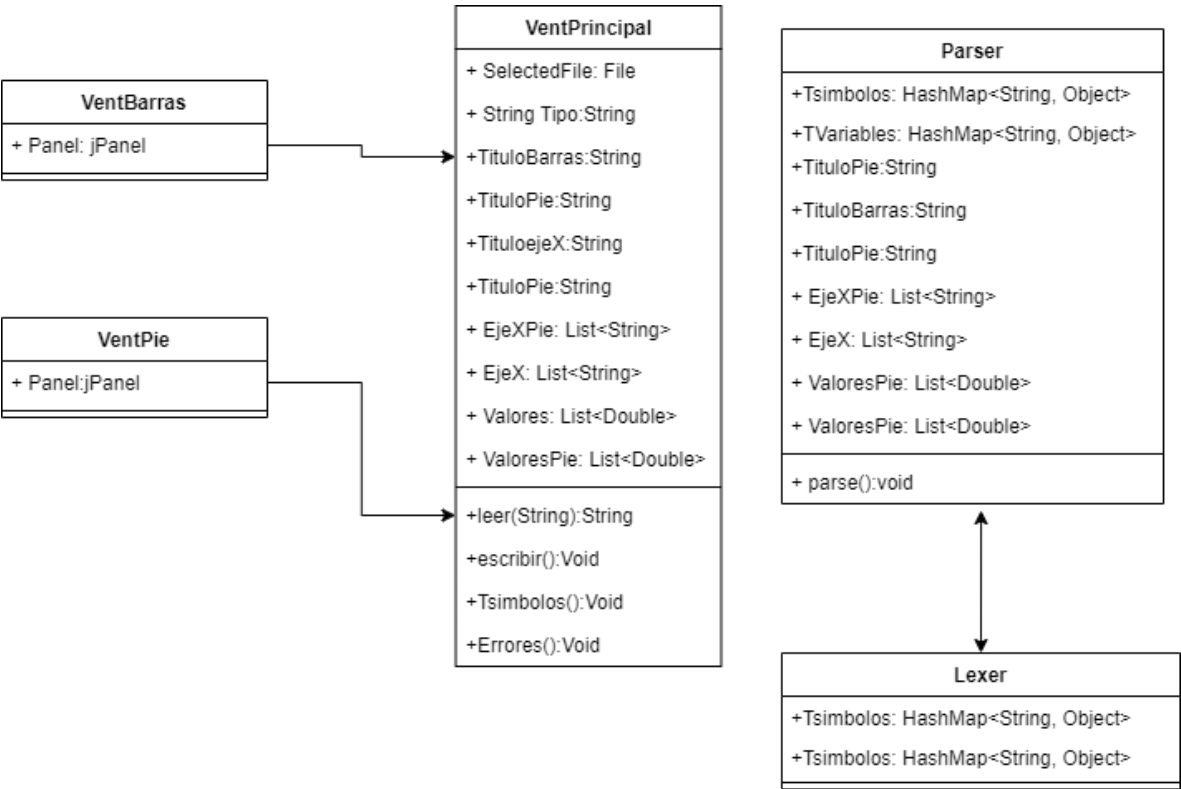 VentBarras
+ Panel: jPanel
VentPie
+ Panel:jPanel
VentPrincipal
+ SelectedFile: File
+ String Tipo:String
+TituloBarras:String
+TituloPie:String
+TituloejeX:String
+TituloPie:String
+ EjeXPie: List<String>
+ EjeX: List<String>
+ Valores: List<Double>
+ ValoresPie: List<Double>
+leer(String):String
+escribir():Void
+Tsimbolos():Void
+Errores():Void
Parser
+Tsimbolos: HashMap<String, Object>
+TVariables: HashMap<String, Object>
+TituloPie:String
+TituloBarras:String
+TituloPie:String
+ EjeXPie: List<String>
+ EjeX: List<String>
+ ValoresPie: List<Double>
+ ValoresPie: List<Double>
+ parse():void
Lexer
+Tsimbolos: HashMap<String, Object>
+Tsimbolos: HashMap<String, Object>